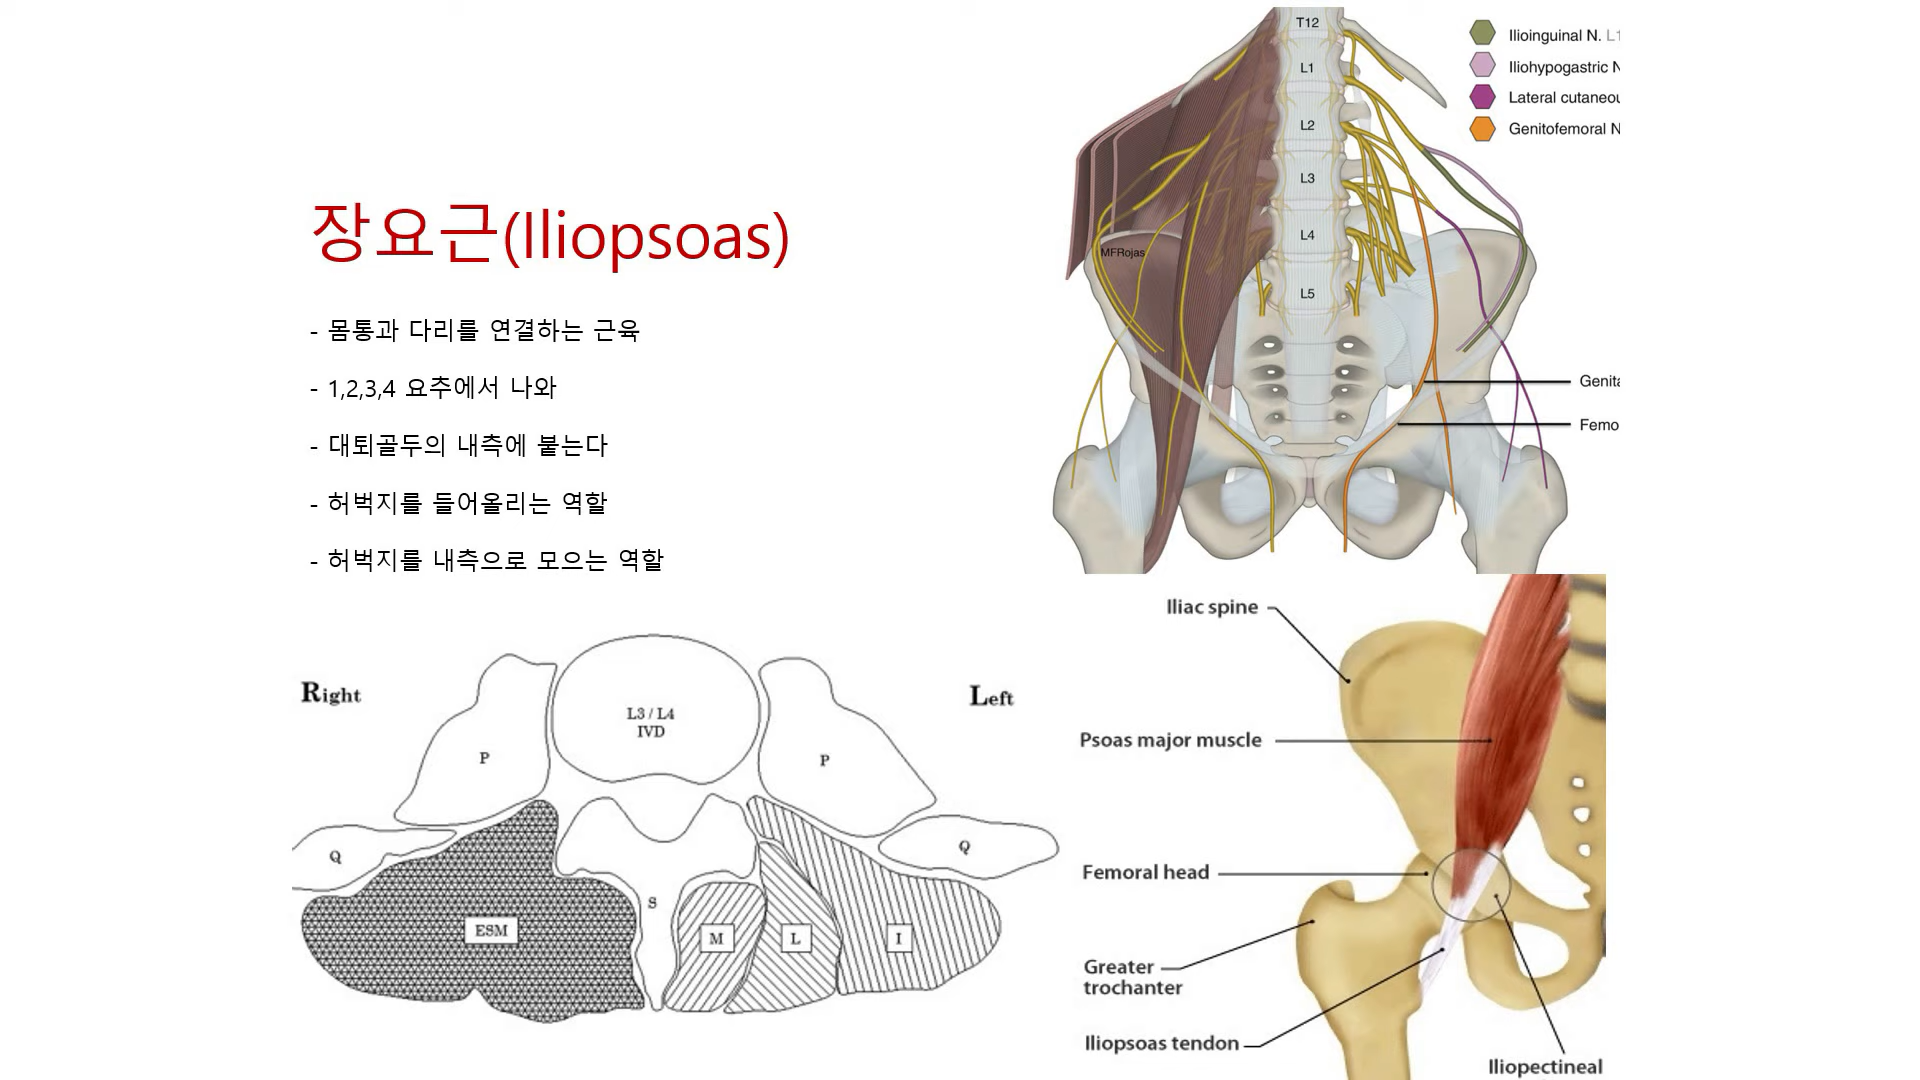 장요근(Iliopsoas)
- 몸통과 다리를 연결하는 근육
- 1,2,3,4 요추에서 나와
- 대퇴골두의 내측에 붙는다
- 허벅지를 들어올리는 역할
- 허벅지를 내측으로 모으는 역할
T12
L1
L2
L3
L4
L5
MFRojas
Ilioinguinal N. L1
Iliohypogastric N
Lateral cutaneou
Genitofemoral N
Genita
Femo
Right
Left
L3 / L4
IVD
P
P
Q
Q
S
ESM
M
L
I
Iliac spine
Psoas major muscle
Femoral head
Greater
trochanter
Iliopsoas tendon
Iliopectineal